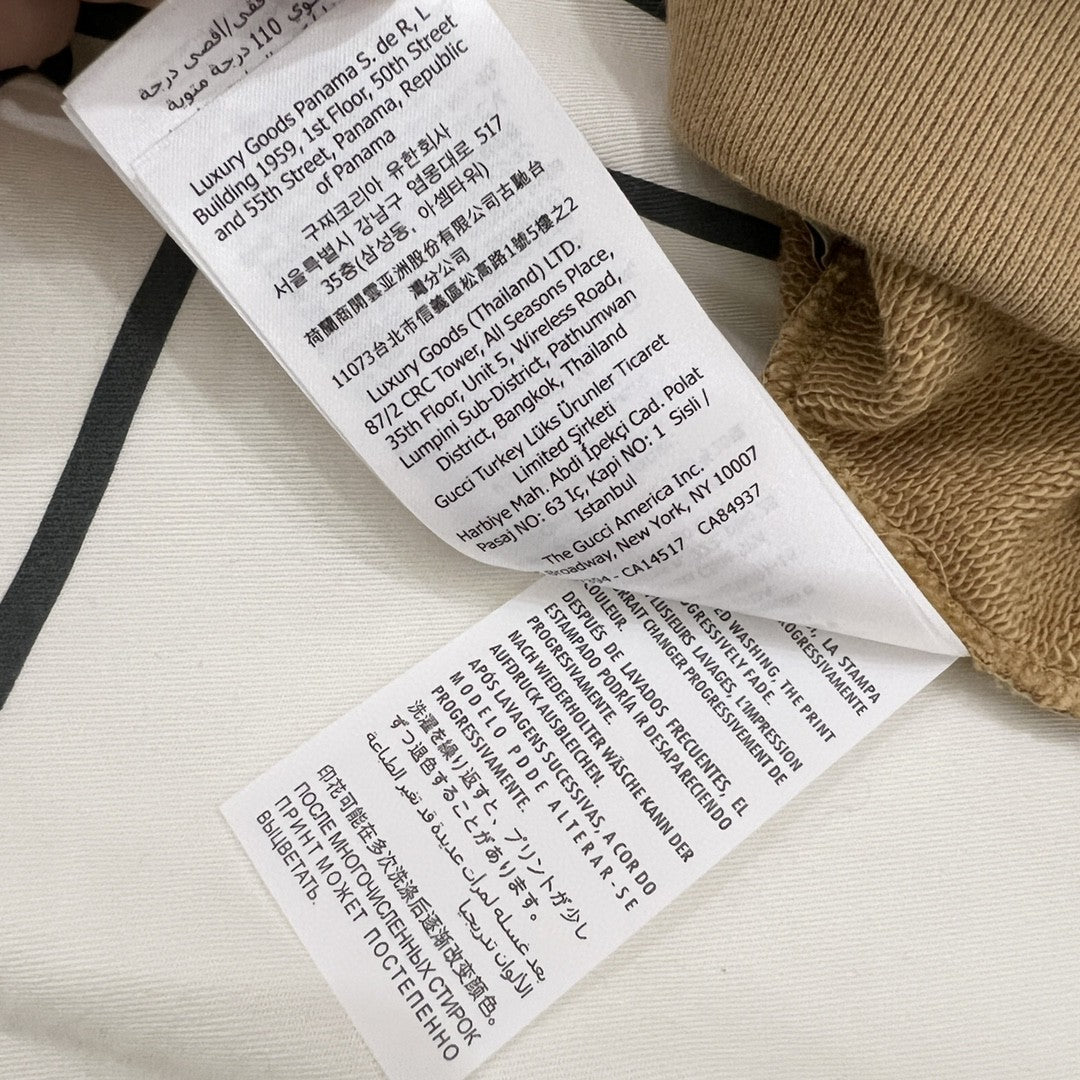 110 درجة مئوية
Luxury Goods Panama S. de R, L
Building 1959, 1st Floor, 50th Street
and 55th Street, Panama, Republic
of Panama
구찌코리아 유한회사
서울특별시 강남구 영동대로 517
35층(삼성동, 아셈타워)
荷蘭商開雲亚洲股份有限公司古馳台
灣分公司
11073台北市信義區松高路1號5樓之2
Luxury Goods (Thailand) LTD.
87/2 CRC Tower, All Seasons Place,
35th Floor, Unit 5, Wireless Road,
Lumpini Sub-District, Pathumwan
District, Bangkok, Thailand
Gucci Turkey Lüks Ürunler Ticaret
Limited Şirketi
Harbiye Mah. Abdi İpekçi Cad. Polat
Pasaj NO: 63 Iç, Kapi NO: 1 Sisli /
Istanbul
The Gucci America Inc.
Broadway, New York, NY 10007
- CA14517 CA84937
LA STAMPA
PROGRESSIVAMENTE
WASHING, THE PRINT
PROGRESSIVELY FADE.
PLUSIEURS LAVAGES, L'IMPRESSION
CHANGER PROGRESSIVEMENT DE
COULEUR.
DESPUÉS DE LAVADOS FRECUENTES, EL
ESTAMPADO PODRÍA IR DESAPARECIENDO
PROGRESIVAMENTE.
NACH WIEDERHOLTER WÄSCHE KANN DER
AUFDRUCK AUSBLEICHEN.
APÓS LAVAGENS SUCESSIVAS, A COR DO
MODELO PDDE ALTERAR-SE
PROGRESSIVAMENTE.
洗濯を繰り返すと、プリントが少し
ずつ退色することがあります。
بعد غسله لمرات عديدة قد تغير الطباعة
الألوان تدريجيا
印花可能在多次洗涤后逐渐改变颜色。
ПОСЛЕ МНОГОЧИСЛЕННЫХ СТИРОК
ПРИНТ МОЖЕТ ПОСТЕПЕННО
ВЫЦВЕТАТЬ.